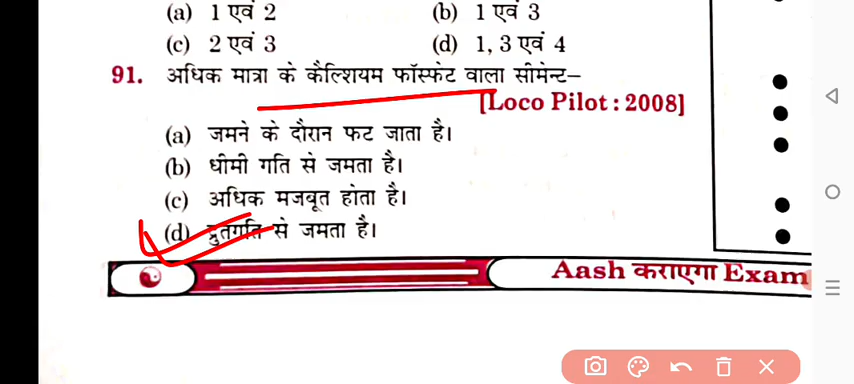 (a) 1 एवं 2 (b) 1 एवं 3
(c) 2 एवं 3 (d) 1, 3 एवं 4
91. अधिक मात्रा के कैल्शियम फॉस्फेट वाला सीमेन्ट–
[Loco Pilot : 2008]
(a) जमने के दौरान फट जाता है।
(b) धीमी गति से जमता है।
(c) अधिक मजबूत होता है।
(d) द्रुतगति से जमता है।
Aash कराएगा Exam